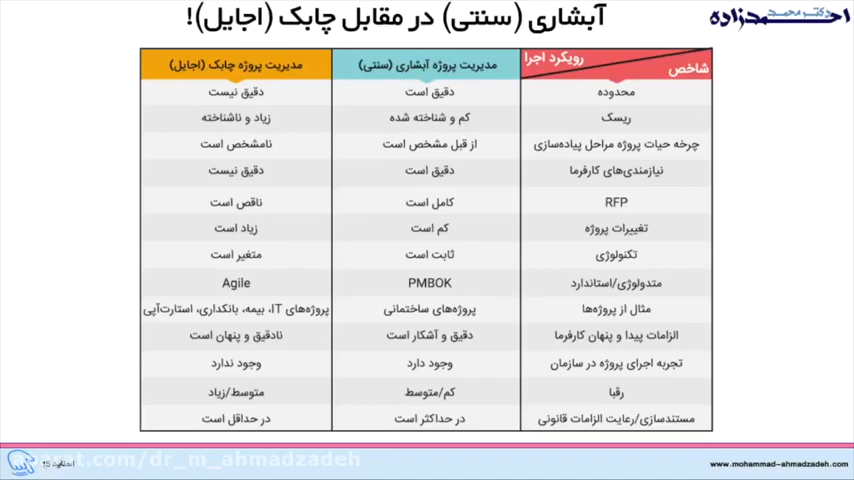 آبشاری (سنتی) در مقابل چابک (اجایل)!
دکتر محمد احمدزاده
شاخص رویکرد اجرا مدیریت پروژه آبشاری (سنتی) مدیریت پروژه چابک (اجایل)
محدوده دقیق است دقیق نیست
ریسک کم و شناخته شده زیاد و ناشناخته
چرخه حیات پروژه مراحل پیاده‌سازی از قبل مشخص است نامشخص است
نیازمندی‌های کارفرما دقیق است دقیق نیست
RFP کامل است ناقص است
تغییرات پروژه کم است زیاد است
تکنولوژی ثابت است متغیر است
متدولوژی/استاندارد PMBOK Agile
مثال از پروژه‌ها پروژه‌های ساختمانی پروژه‌های IT، بیمه، بانکداری، استارت‌آپی
الزامات پیدا و پنهان کارفرما دقیق و آشکار است نادقیق و پنهان است
تجربه اجرای پروژه در سازمان وجود دارد وجود ندارد
رقبا کم/متوسط متوسط/زیاد
مستندسازی/رعایت الزامات قانونی در حداکثر است در حداقل است
www.mohammad-ahmadzadeh.com
aparat.com/dr_m_ahmadzadeh
اسلاید 15